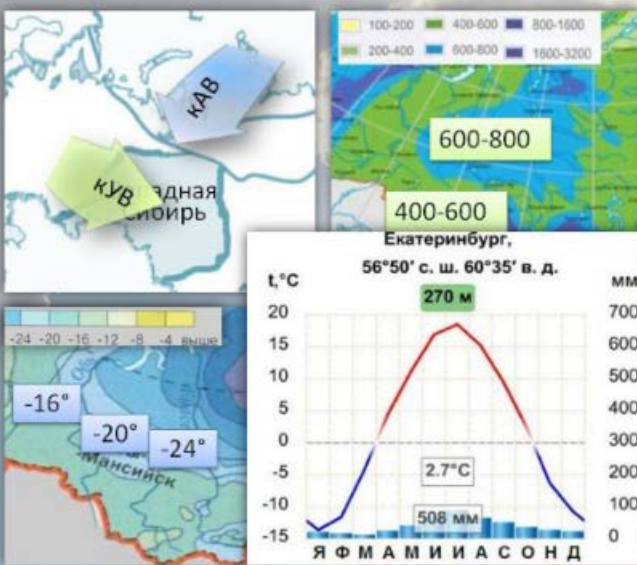 кАВ
кУВ
падная
сибирь
100-200 400-600 800-1600
200-400 600-800 1600-3200
600-800
400-600
-24 -20 -16 -12 -8 -4 выше
-16°
-20°
-24°
-Мансийск
Екатеринбург,
56°50′ с. ш. 60°35′ в. д.
t,°C 270 м мм
20 700
15 600
10 500
5 400
0 300
-5 200
-10 100
-15 0
2.7°C
508 мм
Я Ф М А М И И А С О Н Д